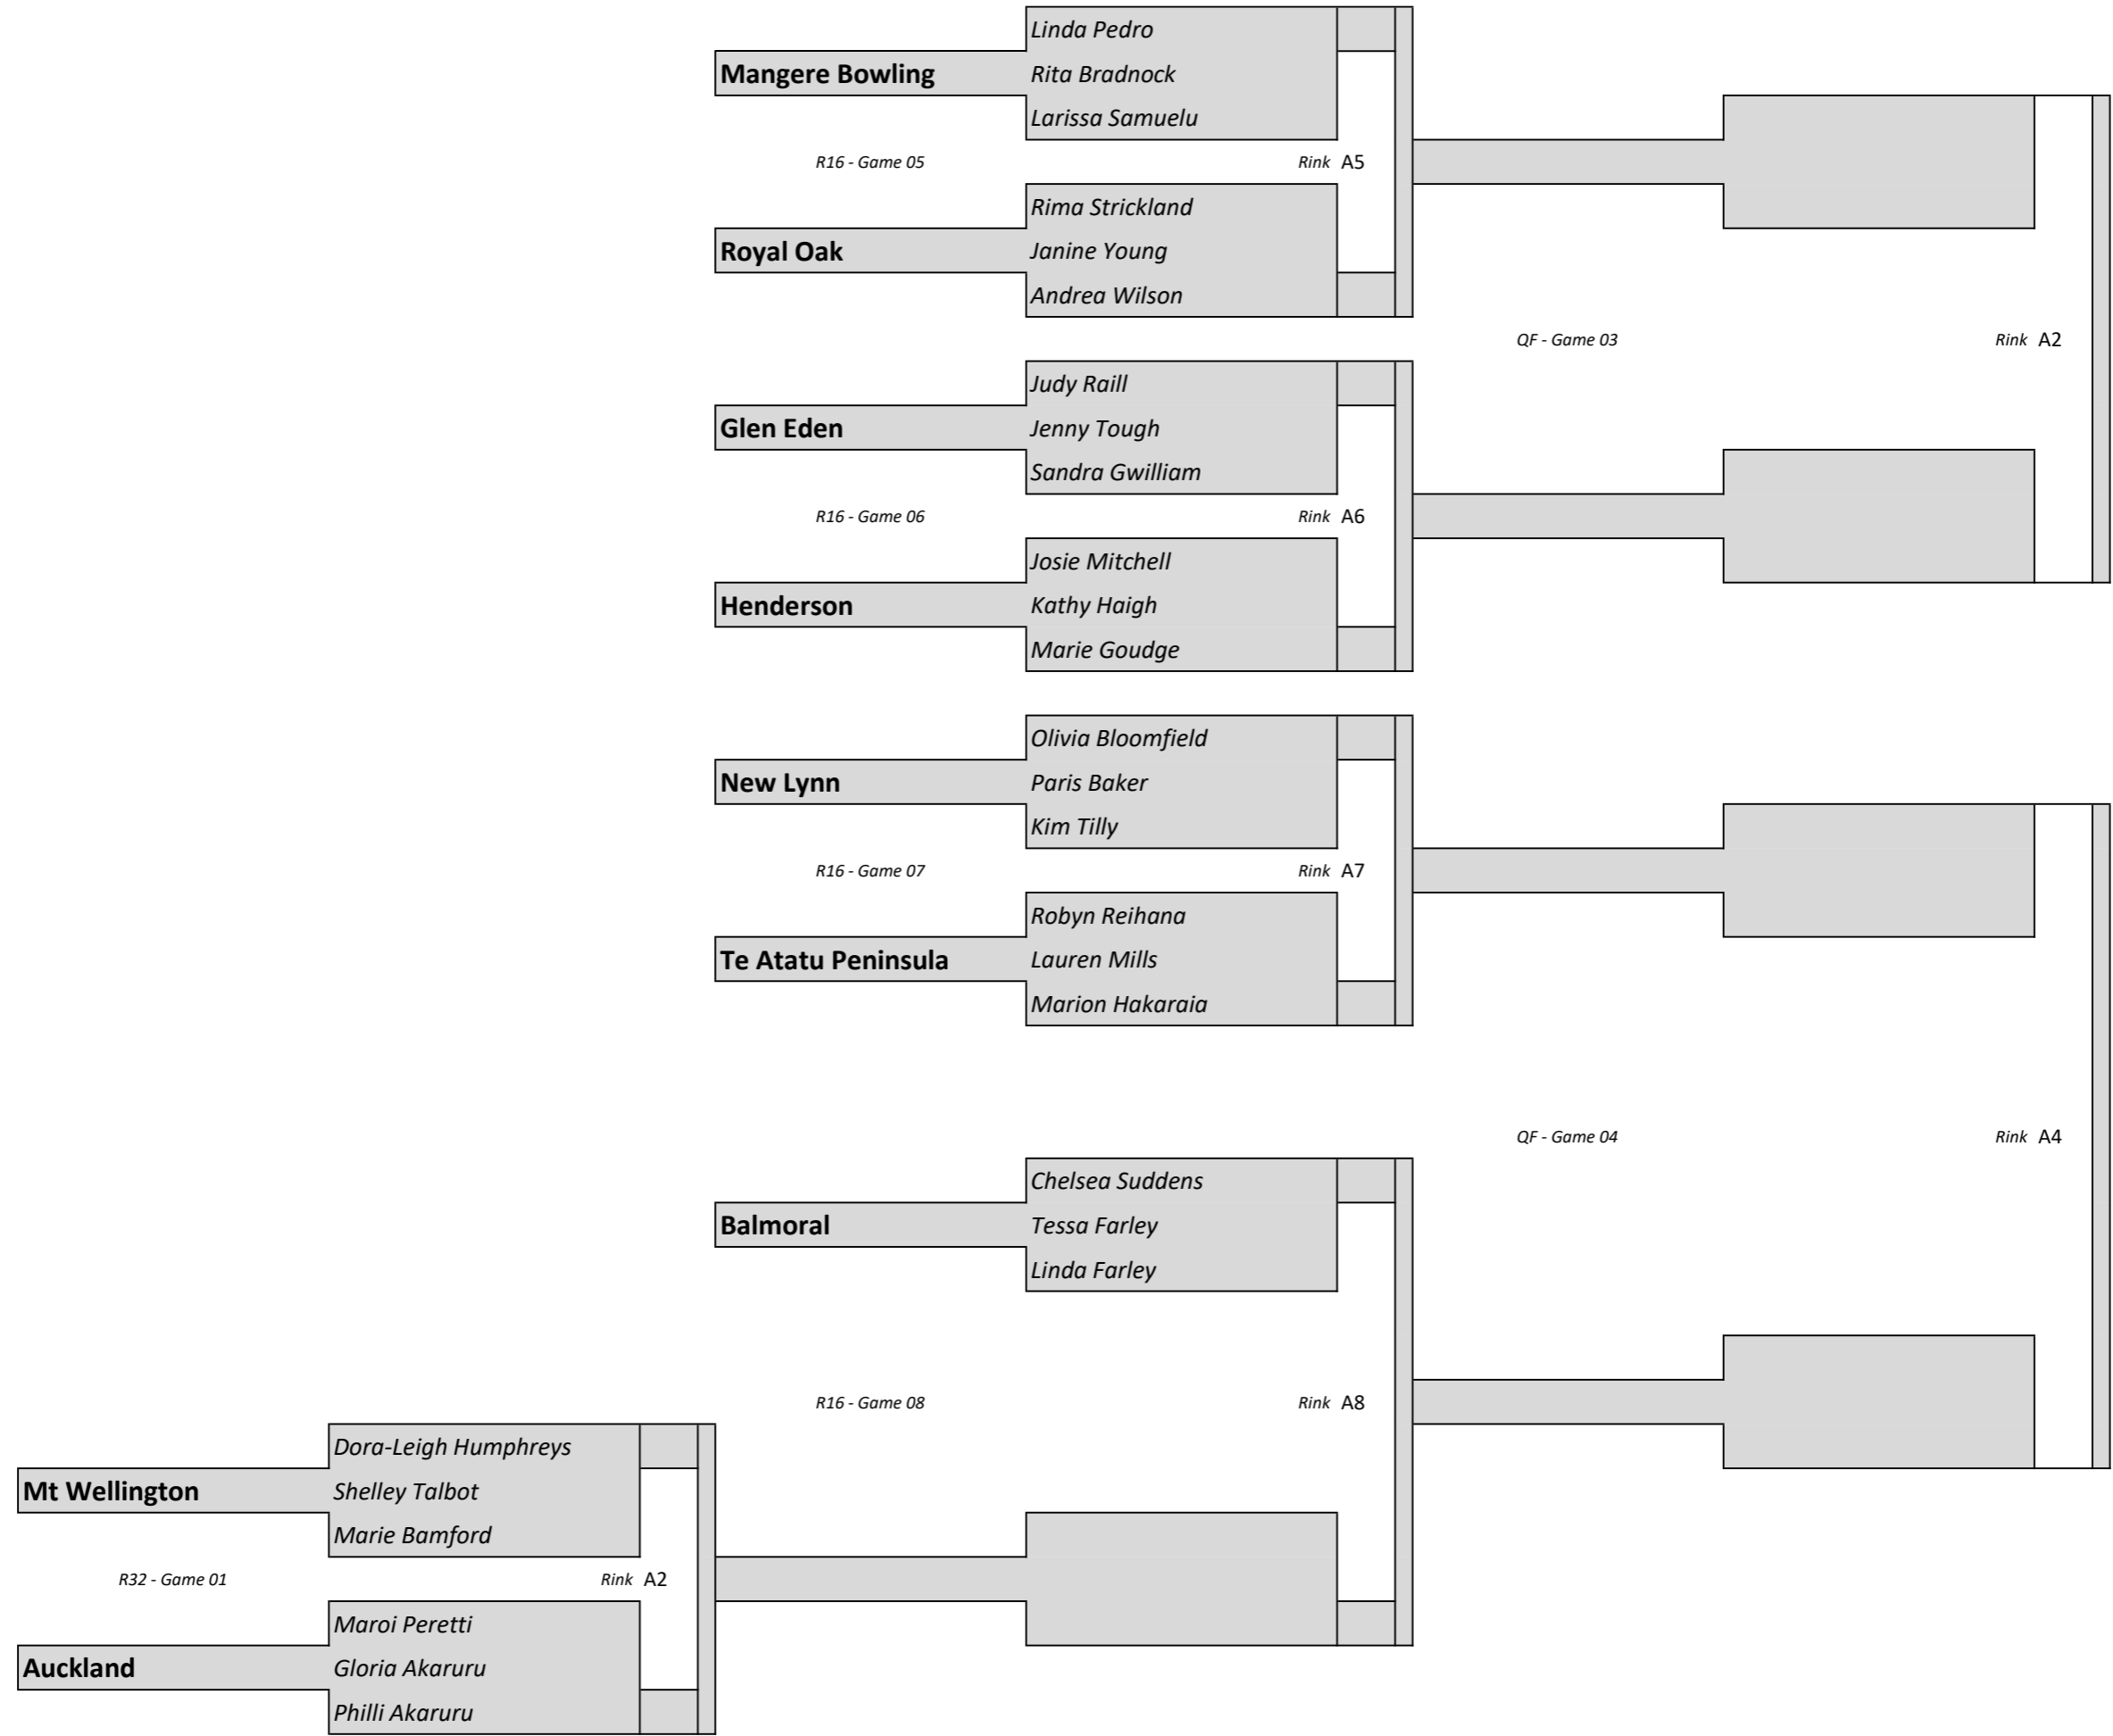 Linda Pedro
Mangere Bowling Rita Bradnock
Larissa Samuelu
R16 - Game 05 Rink A5
Rima Strickland
Royal Oak Janine Young
Andrea Wilson
QF - Game 03 Rink A2
Judy Raill
Glen Eden Jenny Tough
Sandra Gwilliam
R16 - Game 06 Rink A6
Josie Mitchell
Henderson Kathy Haigh
Marie Goudge
Olivia Bloomfield
New Lynn Paris Baker
Kim Tilly
R16 - Game 07 Rink A7
Robyn Reihana
Te Atatu Peninsula Lauren Mills
Marion Hakaraia
QF - Game 04 Rink A4
Chelsea Suddens
Balmoral Tessa Farley
Linda Farley
R16 - Game 08 Rink A8
Dora-Leigh Humphreys
Mt Wellington Shelley Talbot
Marie Bamford
R32 - Game 01 Rink A2
Maroi Peretti
Auckland Gloria Akaruru
Philli Akaruru